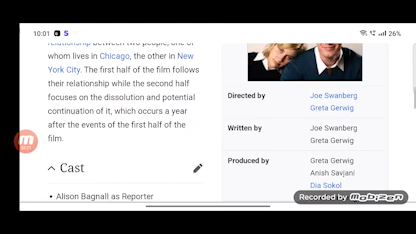 10:01 S 26%
relationship between two people, one of
whom lives in Chicago, the other in New
York City. The first half of the film follows
their relationship while the second half
focuses on the dissolution and potential
continuation of it, which occurs a year
after the events of the first half of the
film.
Cast
• Alison Bagnall as Reporter
Directed by Joe Swanberg
Greta Gerwig
Written by Joe Swanberg
Greta Gerwig
Produced by Greta Gerwig
Anish Savjani
Dia Sokol
Recorded by Mobizen